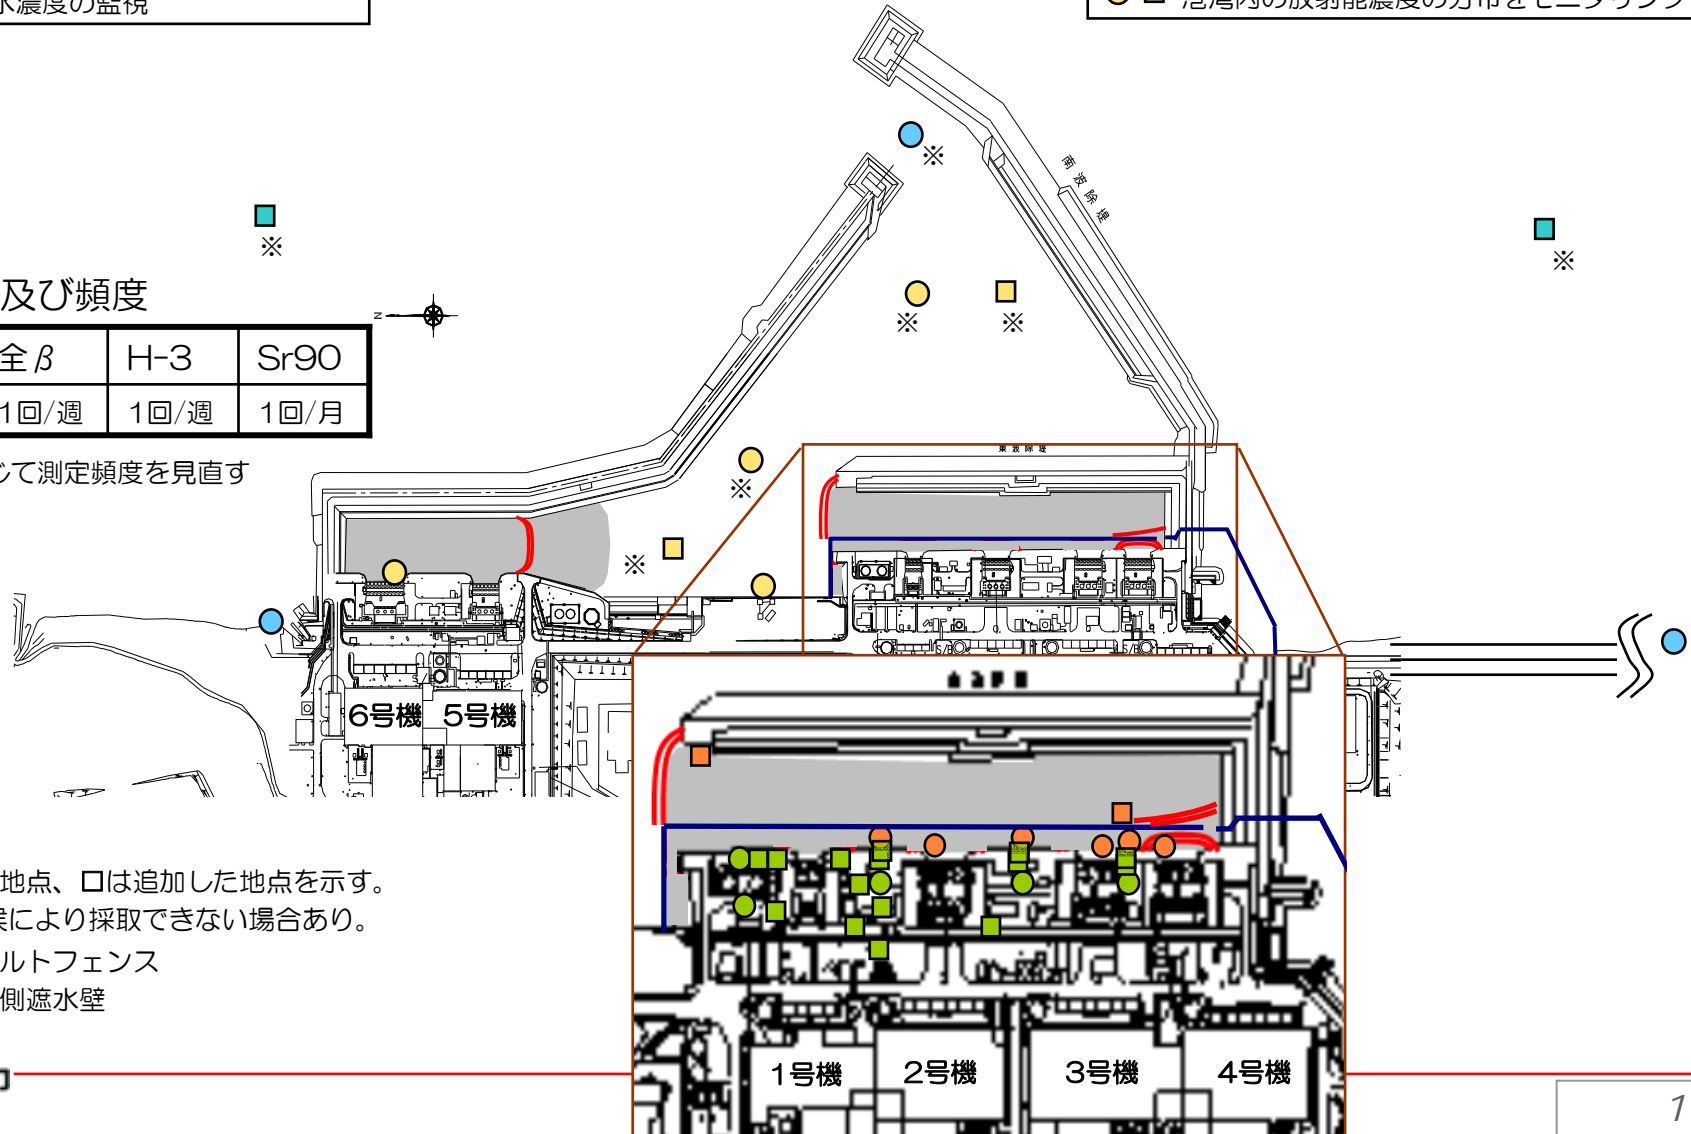 水濃度の監視
港湾内の放射能濃度の分布をモニタリング
※
南波除堤
※
※
※
※
及び頻度
N
全β H-3 Sr90
1回/週 1回/週 1回/月
じて測定頻度を見直す
東波除堤
※
※
S/B S/B
6号機 5号機
地点、□は追加した地点を示す。
候により採取できない場合あり。
ルトフェンス
側遮水壁
1号機 2号機 3号機 4号機
1